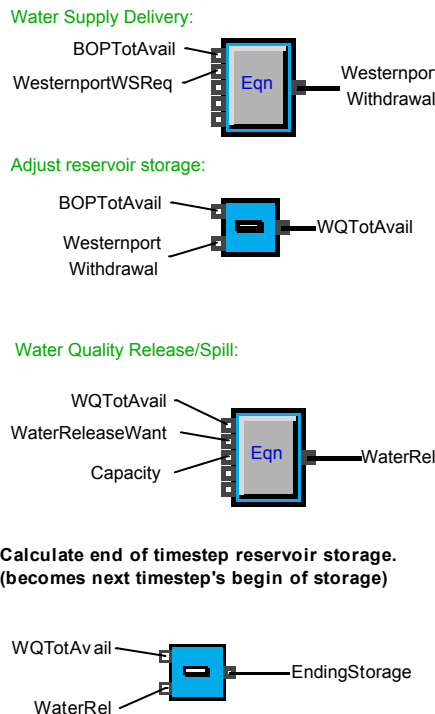 Water Supply Delivery:
BOPTotAvail
WesternportWSReq
Eqn
Westernpor
Withdrawal
Adjust reservoir storage:
BOPTotAvail
Westernport
Withdrawal
WQTotAvail
Water Quality Release/Spill:
WQTotAvail
WaterReleaseWant
Capacity
Eqn
WaterRel
Calculate end of timestep reservoir storage.
(becomes next timestep's begin of storage)
WQTotAvail
WaterRel
EndingStorage